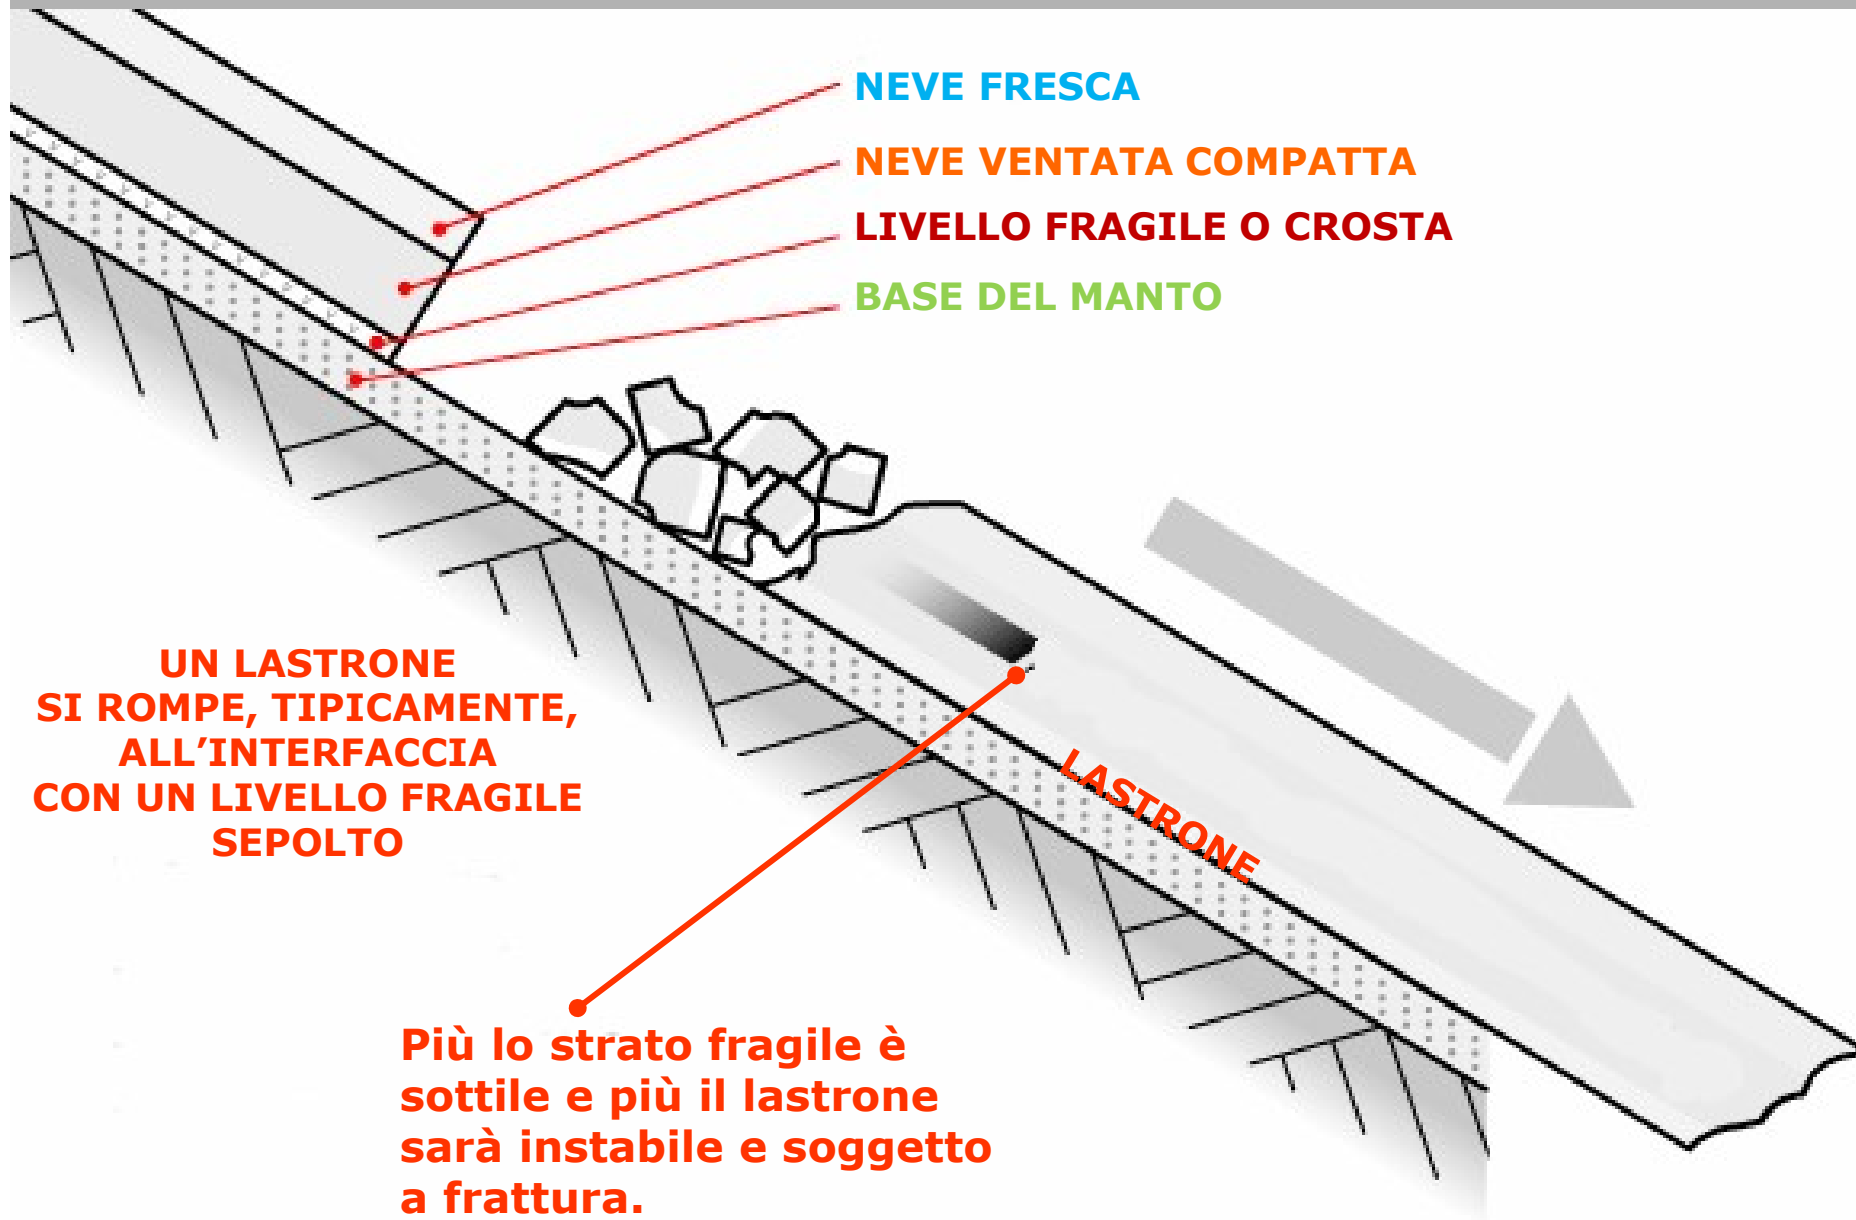 NEVE FRESCA
NEVE VENTATA COMPATTA
LIVELLO FRAGILE O CROSTA
BASE DEL MANTO
UN LASTRONE
SI ROMPE, TIPICAMENTE,
ALL’INTERFACCIA
CON UN LIVELLO FRAGILE
SEPOLTO
LASTRONE
Più lo strato fragile è
sottile e più il lastrone
sarà instabile e soggetto
a frattura.